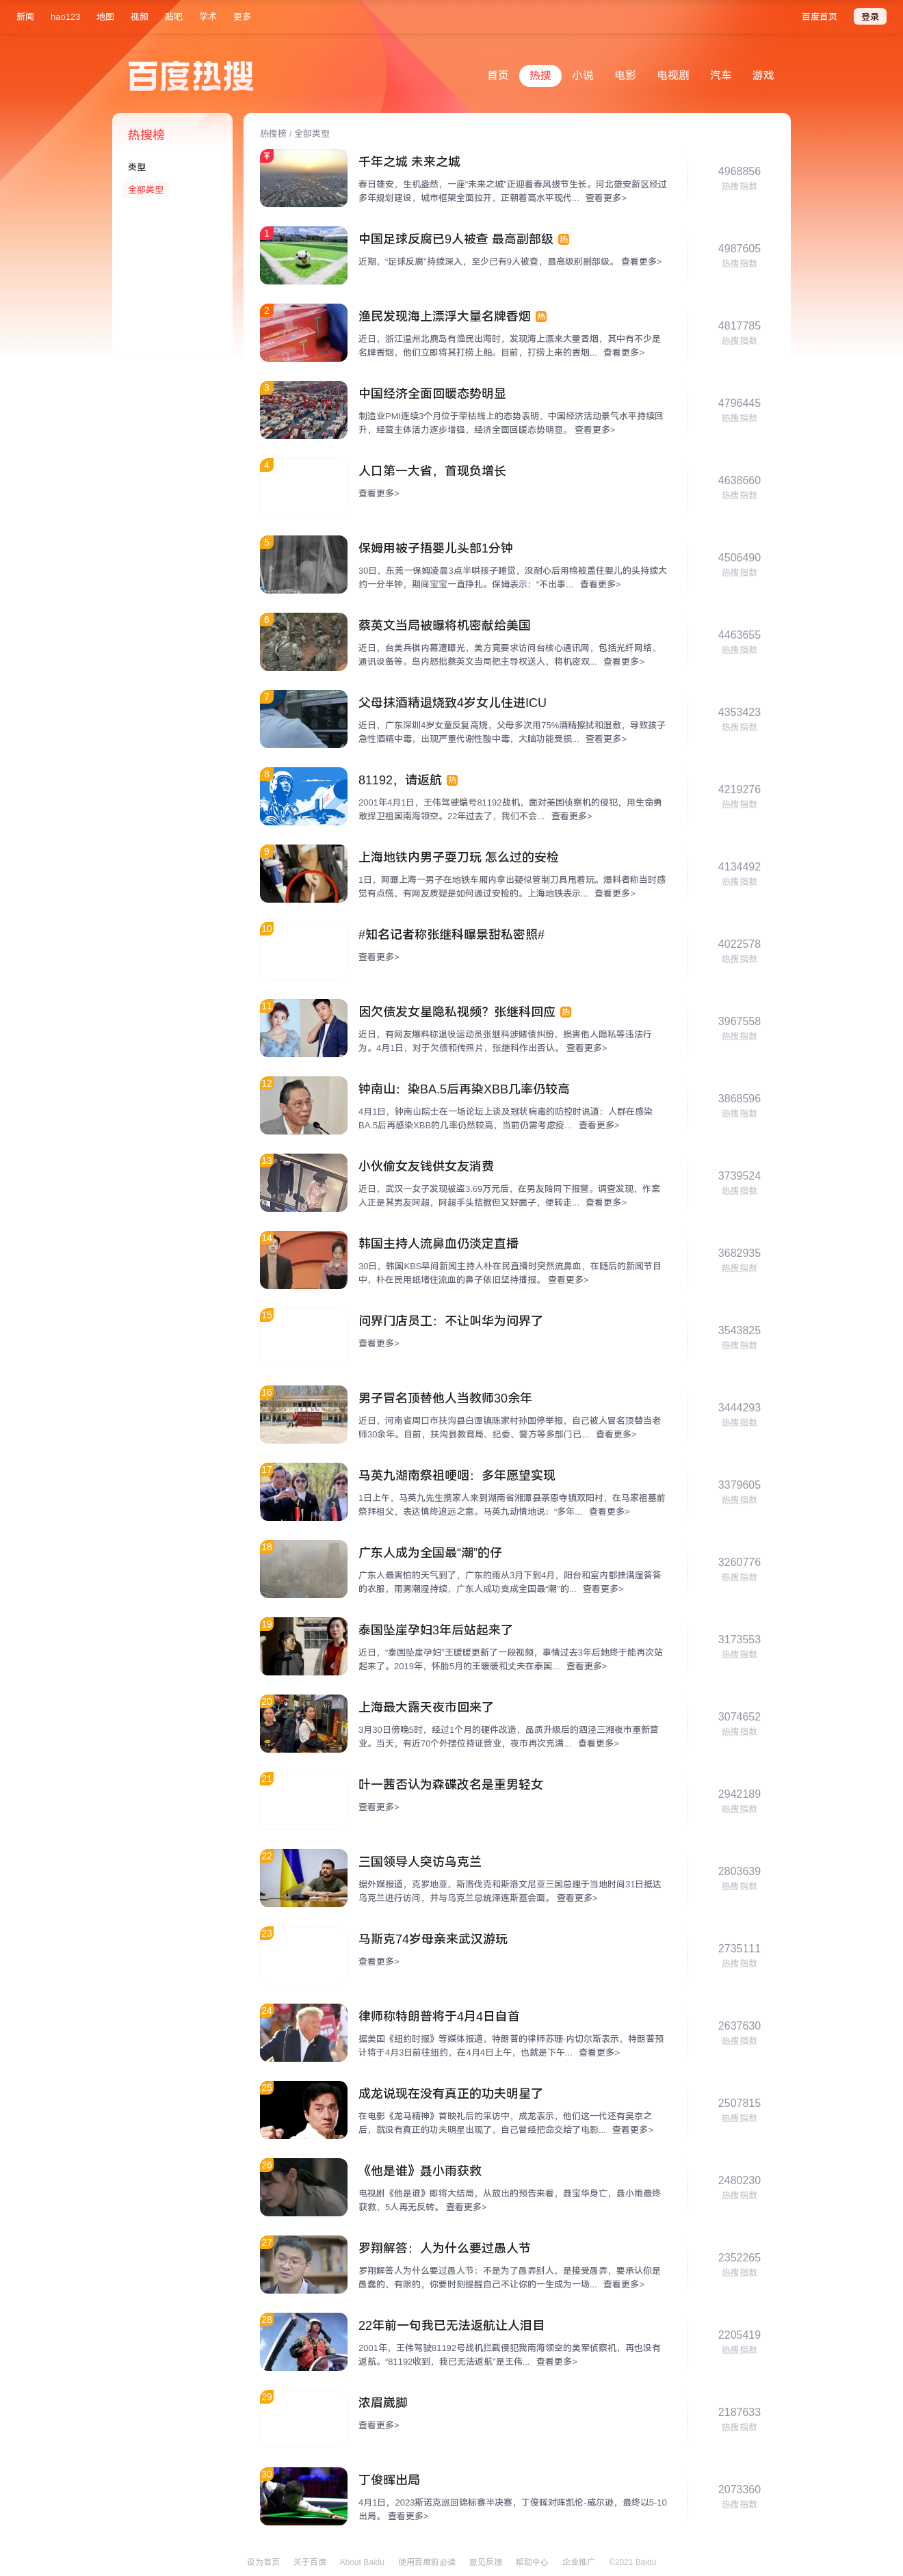 新闻 hao123 地图 视频 贴吧 学术 更多 百度首页 登录
百度热搜
首页 热搜 小说 电影 电视剧 汽车 游戏
热搜榜
类型
全部类型
热搜榜 / 全部类型
千年之城 未来之城
春日雄安，生机盎然，一座“未来之城”正迎着春风拔节生长。河北雄安新区经过
多年规划建设，城市框架全面拉开，正朝着高水平现代... 查看更多>
4968856
热搜指数
1
中国足球反腐已9人被查 最高副部级 热
近期，“足球反腐”持续深入，至少已有9人被查，最高级别副部级。 查看更多>
4987605
热搜指数
2
渔民发现海上漂浮大量名牌香烟 热
近日，浙江温州北麂岛有渔民出海时，发现海上漂来大量香烟，其中有不少是
名牌香烟，他们立即将其打捞上船。目前，打捞上来的香烟... 查看更多>
4817785
热搜指数
3
中国经济全面回暖态势明显
制造业PMI连续3个月位于荣枯线上的态势表明，中国经济活动景气水平持续回
升，经营主体活力逐步增强，经济全面回暖态势明显。 查看更多>
4796445
热搜指数
4
人口第一大省，首现负增长
查看更多>
4638660
热搜指数
5
保姆用被子捂婴儿头部1分钟
30日，东莞一保姆凌晨3点半哄孩子睡觉，没耐心后用棉被盖住婴儿的头持续大
约一分半钟，期间宝宝一直挣扎。保姆表示：“不出事... 查看更多>
4506490
热搜指数
6
蔡英文当局被曝将机密献给美国
近日，台美兵棋内幕遭曝光，美方竟要求访问台核心通讯网，包括光纤网络、
通讯设备等。岛内怒批蔡英文当局把主导权送人，将机密双... 查看更多>
4463655
热搜指数
7
父母抹酒精退烧致4岁女儿住进ICU
近日，广东深圳4岁女童反复高烧，父母多次用75%酒精擦拭和湿敷，导致孩子
急性酒精中毒，出现严重代谢性酸中毒，大脑功能受损... 查看更多>
4353423
热搜指数
8
81192，请返航 热
2001年4月1日，王伟驾驶编号81192战机，面对美国侦察机的侵犯，用生命勇
敢捍卫祖国南海领空。22年过去了，我们不会... 查看更多>
4219276
热搜指数
9
上海地铁内男子耍刀玩 怎么过的安检
1日，网曝上海一男子在地铁车厢内拿出疑似管制刀具甩着玩。爆料者称当时感
觉有点慌，有网友质疑是如何通过安检的。上海地铁表示... 查看更多>
4134492
热搜指数
10
#知名记者称张继科曝景甜私密照#
查看更多>
4022578
热搜指数
11
因欠债发女星隐私视频？张继科回应 热
近日，有网友爆料称退役运动员张继科涉赌债纠纷、损害他人隐私等违法行
为。4月1日，对于欠债和传照片，张继科作出否认。 查看更多>
3967558
热搜指数
12
钟南山：染BA.5后再染XBB几率仍较高
4月1日，钟南山院士在一场论坛上谈及冠状病毒的防控时说道：人群在感染
BA.5后再感染XBB的几率仍然较高，当前仍需考虑疫... 查看更多>
3868596
热搜指数
13
小伙偷女友钱供女友消费
近日，武汉一女子发现被盗3.69万元后，在男友陪同下报警。调查发现，作案
人正是其男友阿超，阿超手头拮据但又好面子，便转走... 查看更多>
3739524
热搜指数
14
韩国主持人流鼻血仍淡定直播
30日，韩国KBS早间新闻主持人朴在民直播时突然流鼻血，在随后的新闻节目
中，朴在民用纸堵住流血的鼻子依旧坚持播报。 查看更多>
3682935
热搜指数
15
问界门店员工：不让叫华为问界了
查看更多>
3543825
热搜指数
16
男子冒名顶替他人当教师30余年
近日，河南省周口市扶沟县白潭镇陈家村孙国停举报，自己被人冒名顶替当老
师30余年。目前，扶沟县教育局、纪委、警方等多部门已... 查看更多>
3444293
热搜指数
17
马英九湖南祭祖哽咽：多年愿望实现
1日上午，马英九先生携家人来到湖南省湘潭县茶恩寺镇双阳村，在马家祖墓前
祭拜祖父，表达慎终追远之意。马英九动情地说：“多年... 查看更多>
3379605
热搜指数
18
广东人成为全国最“潮”的仔
广东人最害怕的天气到了，广东的雨从3月下到4月，阳台和室内都挂满湿答答
的衣服，雨雾潮湿持续，广东人成功变成全国最“潮”的... 查看更多>
3260776
热搜指数
19
泰国坠崖孕妇3年后站起来了
近日，“泰国坠崖孕妇”王暖暖更新了一段视频，事情过去3年后她终于能再次站
起来了。2019年，怀胎5月的王暖暖和丈夫在泰国... 查看更多>
3173553
热搜指数
20
上海最大露天夜市回来了
3月30日傍晚5时，经过1个月的硬件改造，品质升级后的泗泾三湘夜市重新营
业。当天，有近70个外摆位持证营业，夜市再次充满... 查看更多>
3074652
热搜指数
21
叶一茜否认为森碟改名是重男轻女
查看更多>
2942189
热搜指数
22
三国领导人突访乌克兰
据外媒报道，克罗地亚、斯洛伐克和斯洛文尼亚三国总理于当地时间31日抵达
乌克兰进行访问，并与乌克兰总统泽连斯基会面。 查看更多>
2803639
热搜指数
23
马斯克74岁母亲来武汉游玩
查看更多>
2735111
热搜指数
24
律师称特朗普将于4月4日自首
据美国《纽约时报》等媒体报道，特朗普的律师苏珊·内切尔斯表示，特朗普预
计将于4月3日前往纽约，在4月4日上午，也就是下午... 查看更多>
2637630
热搜指数
25
成龙说现在没有真正的功夫明星了
在电影《龙马精神》首映礼后的采访中，成龙表示，他们这一代还有吴京之
后，就没有真正的功夫明星出现了，自己曾经把命交给了电影... 查看更多>
2507815
热搜指数
26
《他是谁》聂小雨获救
电视剧《他是谁》即将大结局，从放出的预告来看，聂宝华身亡，聂小雨最终
获救，5人再无反转。 查看更多>
2480230
热搜指数
27
罗翔解答：人为什么要过愚人节
罗翔解答人为什么要过愚人节：不是为了愚弄别人，是接受愚弄，要承认你是
愚蠢的、有限的，你要时刻提醒自己不让你的一生成为一场... 查看更多>
2352265
热搜指数
28
22年前一句我已无法返航让人泪目
2001年，王伟驾驶81192号战机拦截侵犯我南海领空的美军侦察机，再也没有
返航。“81192收到，我已无法返航”是王伟... 查看更多>
2205419
热搜指数
29
浓眉崴脚
查看更多>
2187633
热搜指数
30
丁俊晖出局
4月1日，2023斯诺克巡回锦标赛半决赛，丁俊晖对阵凯伦-威尔逊，最终以5-10
出局。 查看更多>
2073360
热搜指数
设为首页 关于百度 About Baidu 使用百度前必读 意见反馈 帮助中心 企业推广 ©2021 Baidu